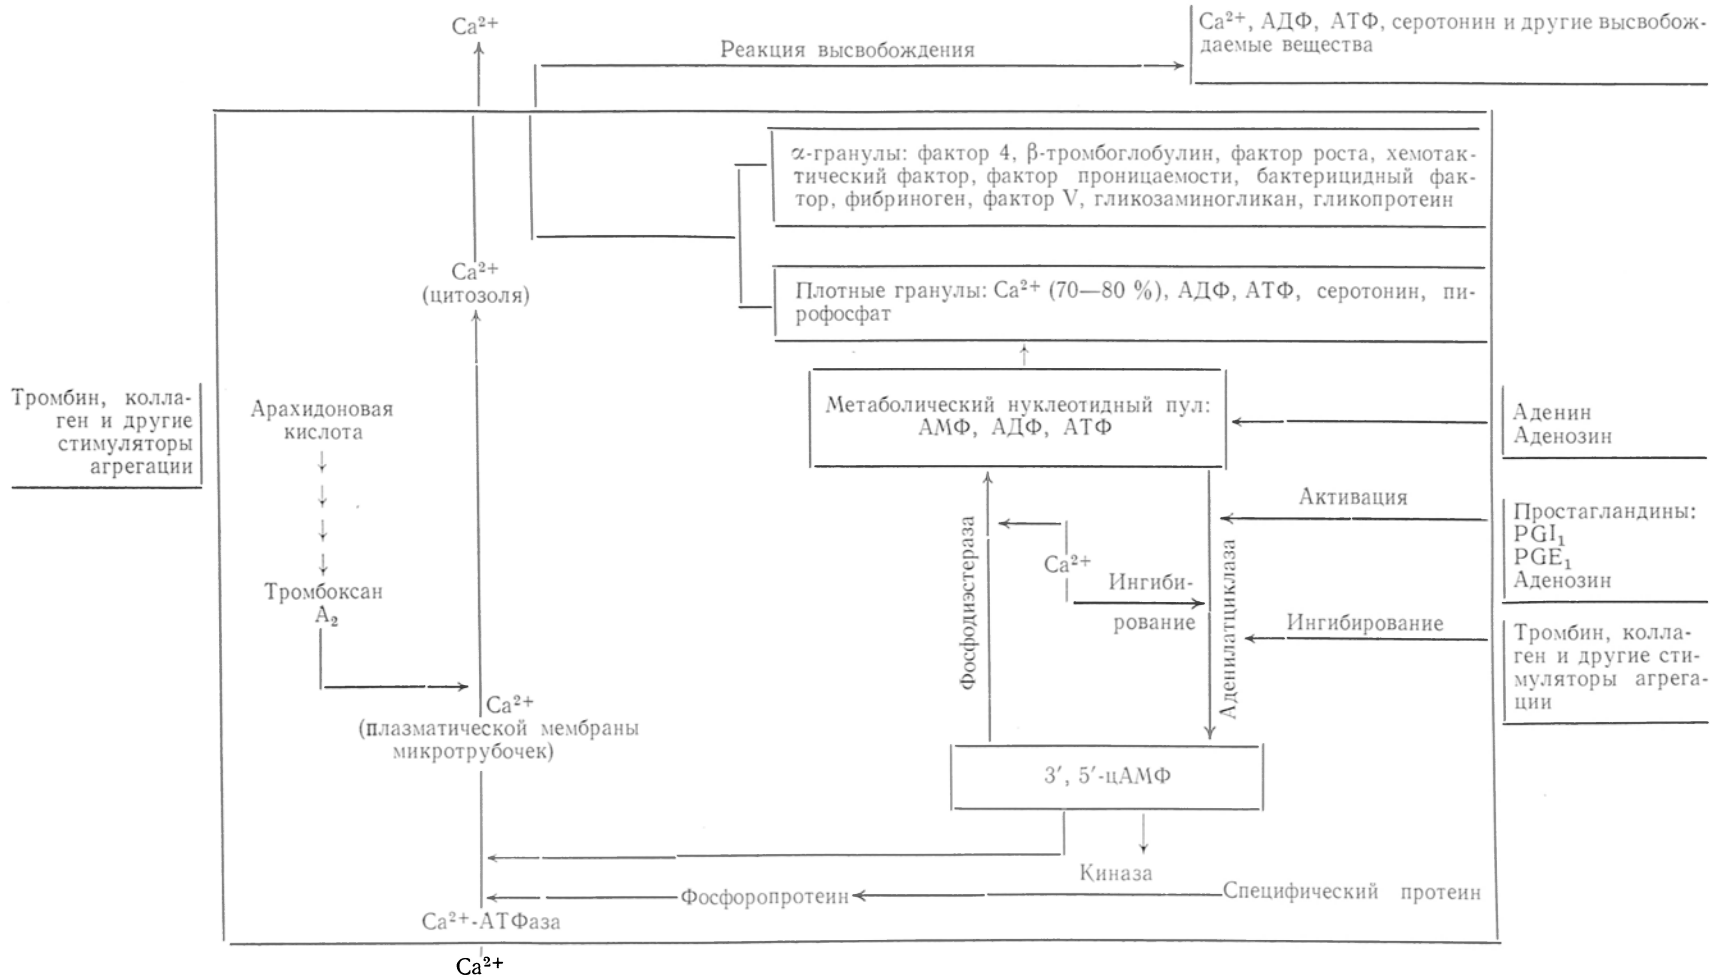 Ca²⁺
Реакция высвобождения
Ca²⁺, АДФ, АТФ, серотонин и другие высвобож-
даемые вещества
α-гранулы: фактор 4, β-тромбоглобулин, фактор роста, хемотак-
тический фактор, фактор проницаемости, бактерицидный фак-
тор, фибриноген, фактор V, гликозаминогликан, гликопротеин
Ca²⁺
(цитозоля)
Плотные гранулы: Ca²⁺ (70—80 %), АДФ, АТФ, серотонин, пи-
рофосфат
Тромбин, колла-
ген и другие
стимуляторы
агрегации
Арахидоновая
кислота
Метаболический нуклеотидный пул:
АМФ, АДФ, АТФ
Аденин
Аденозин
Активация
Простагландины:
PGI₁
PGE₁
Аденозин
Фосфодиэстераза
Ca²⁺
Ингиби-
рование
Аденилатциклаза
Ингибирование
Тромбин, колла-
ген и другие сти-
муляторы агрега-
ции
Тромбоксан
А₂
Ca²⁺
(плазматической мембраны
микротрубочек)
3′, 5′-цАМФ
Киназа
Фосфоропротеин
Специфический протеин
Ca²⁺-АТФаза
Ca²⁺